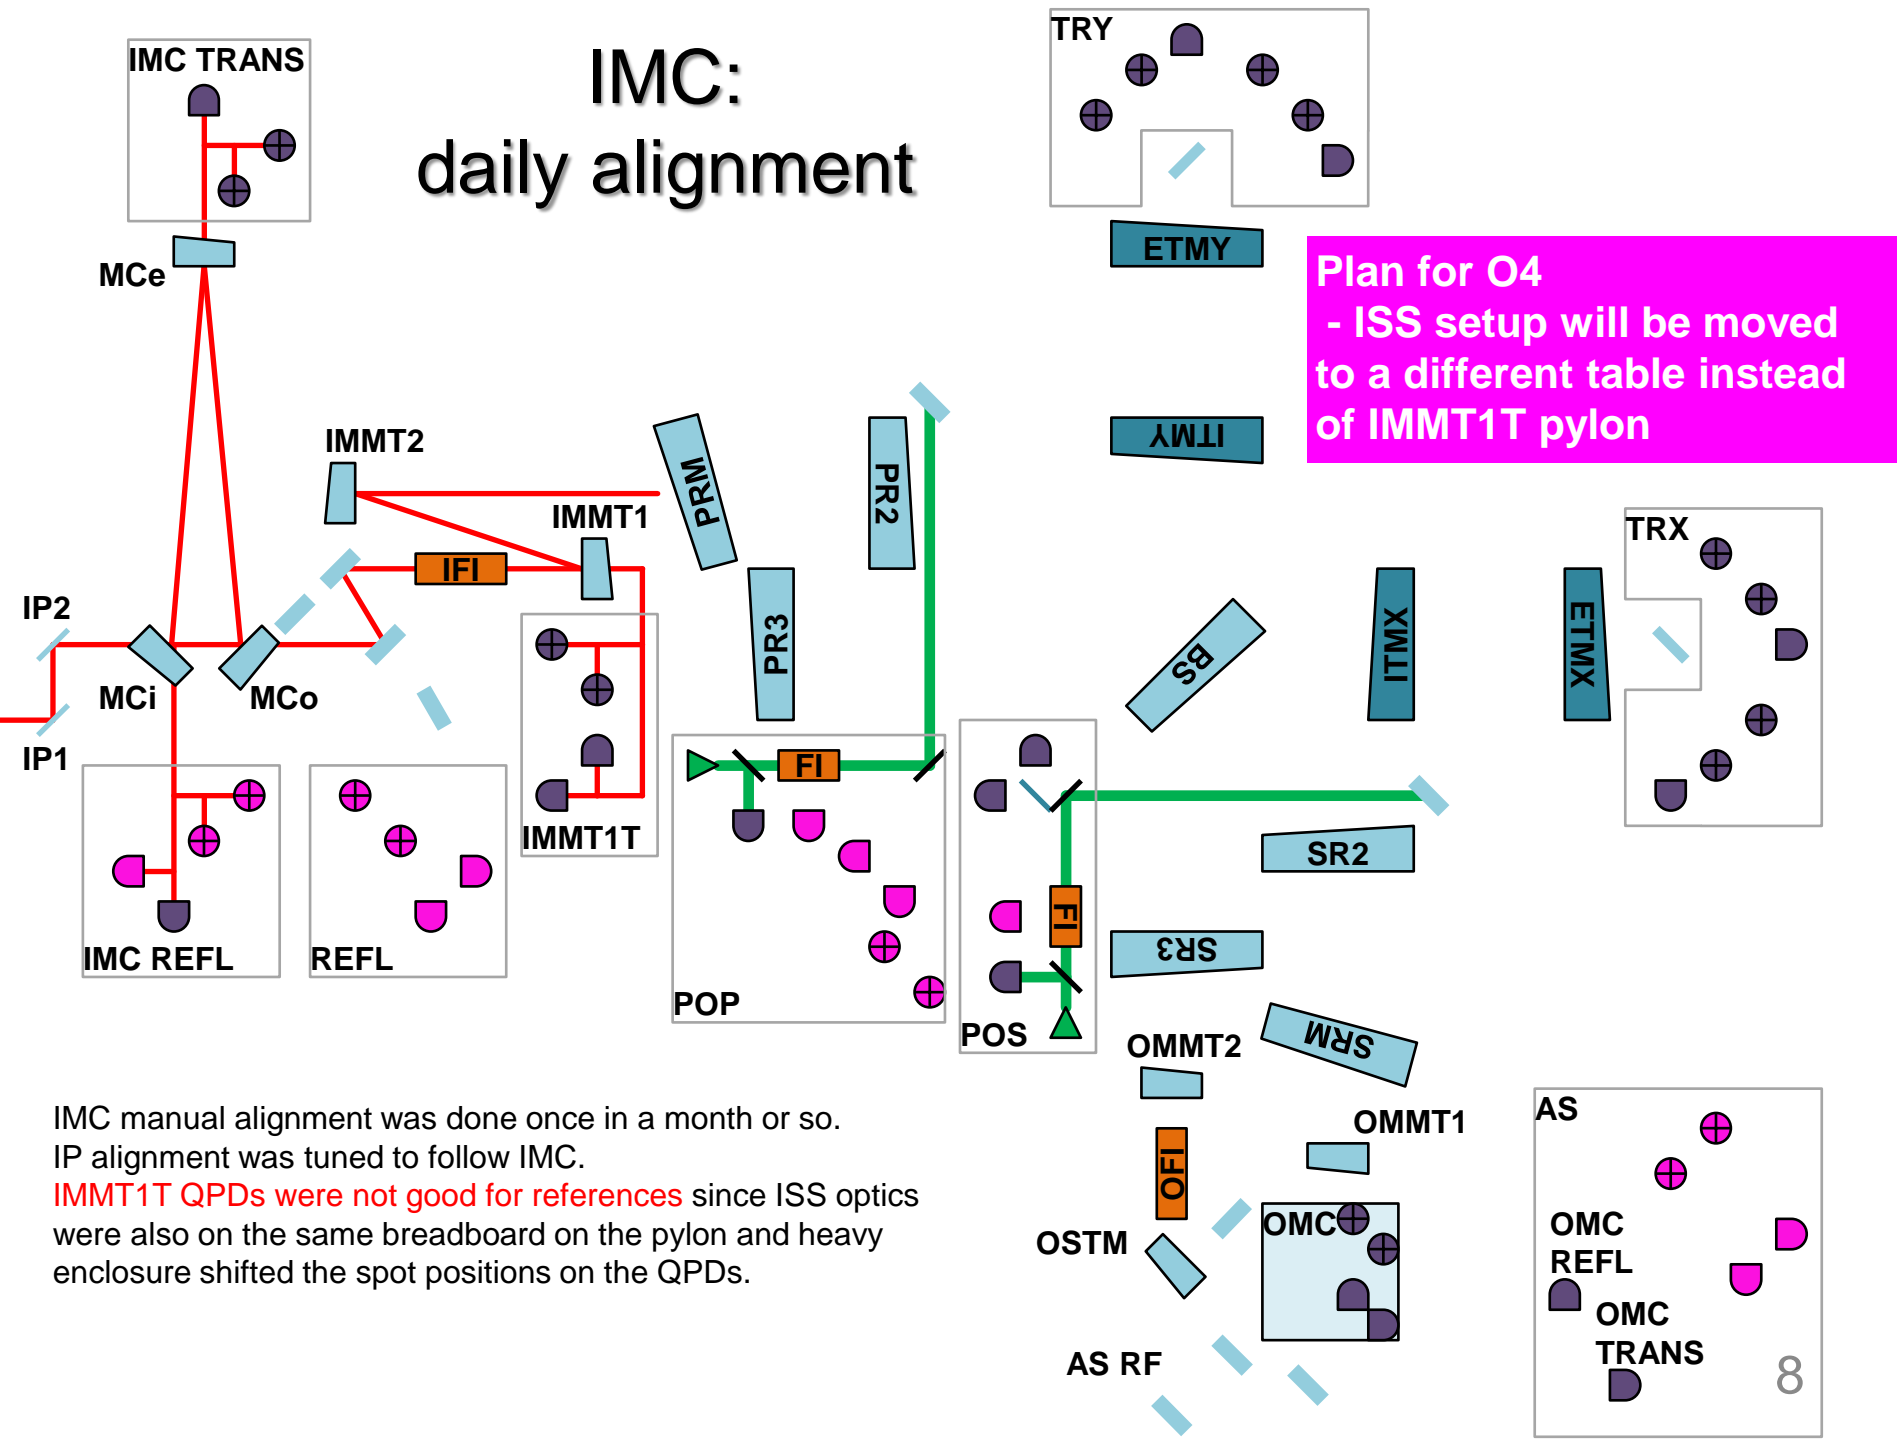 IMC:
daily alignment
IMC TRANS
TRY
MCe
ETMY
Plan for O4
- ISS setup will be moved
to a different table instead
of IMMT1T pylon
IMMT2
PRM
PR2
ITMY
IMMT1
TRX
IFI
IP2
PR3
BS
ITMX
ETMX
MCi
MCo
IP1
FI
IMMT1T
SR2
FI
SR3
IMC REFL
REFL
POP
POS
SRM
OMMT2
IMC manual alignment was done once in a month or so.
IP alignment was tuned to follow IMC.
IMMT1T QPDs were not good for references since ISS optics
were also on the same breadboard on the pylon and heavy
enclosure shifted the spot positions on the QPDs.
OMMT1
AS
OFI
OSTM
OMC
OMC
REFL
OMC
TRANS
AS RF
8